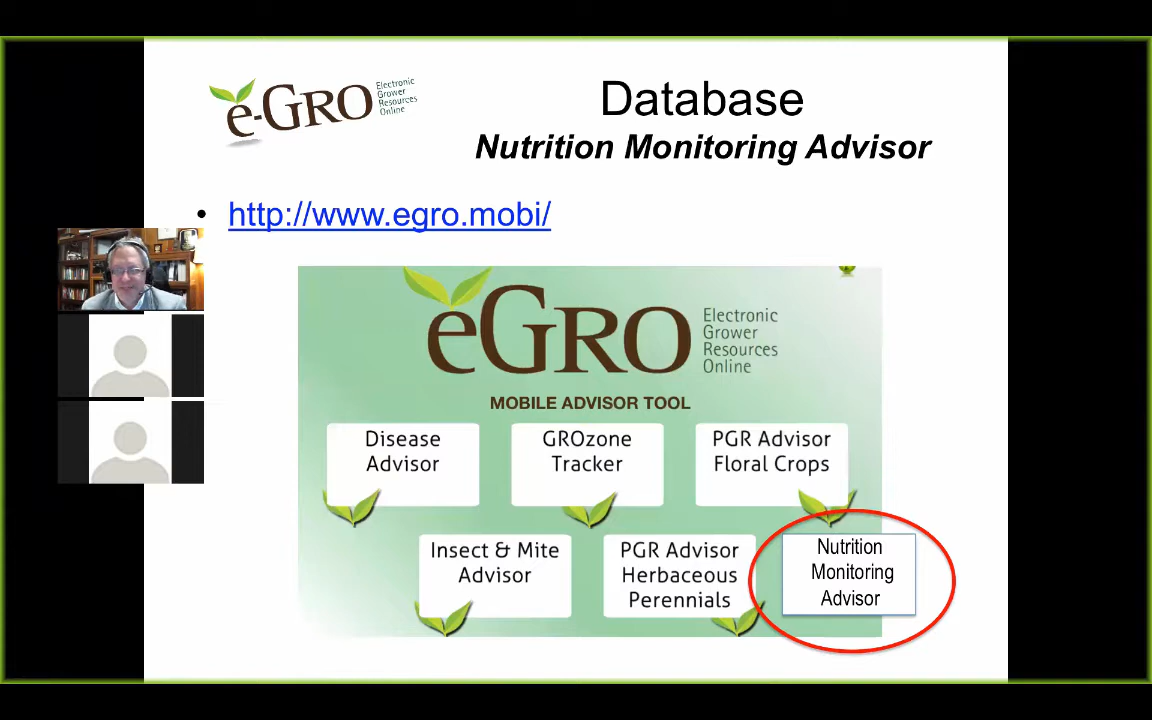 e-GRO
Electronic
Grower
Resources
Online
Database
Nutrition Monitoring Advisor
• http://www.egro.mobi/
eGRO
Electronic
Grower
Resources
Online
MOBILE ADVISOR TOOL
Disease
Advisor
GROzone
Tracker
PGR Advisor
Floral Crops
Insect & Mite
Advisor
PGR Advisor
Herbaceous
Perennials
Nutrition
Monitoring
Advisor